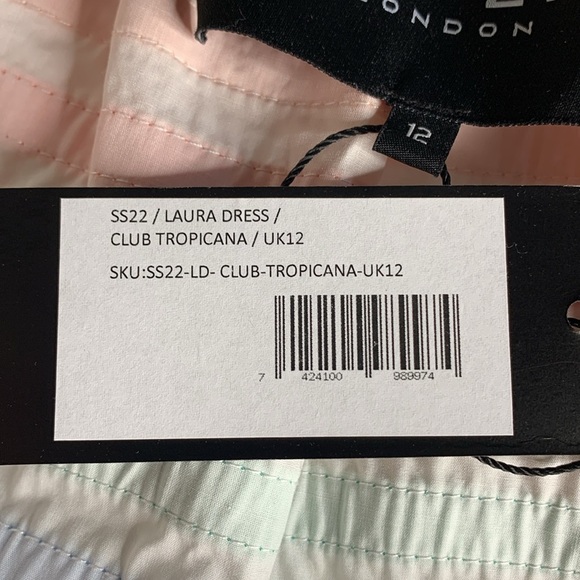 LONDON
12
SS22 / LAURA DRESS /
CLUB TROPICANA / UK12
SKU:SS22-LD- CLUB-TROPICANA-UK12
7 424100 989974